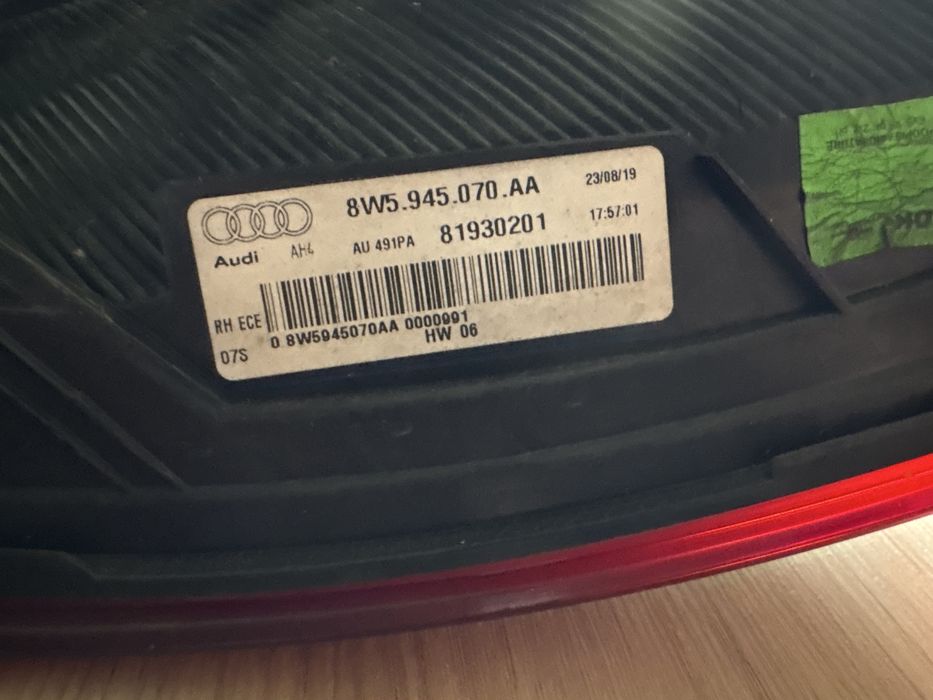 8W5.945.070.AA
23/08/19
Audi
AH4
AU 491PA
81930201
17:57:01
RH ECE
07S
0 8W5945070AA 0000991
HW 06